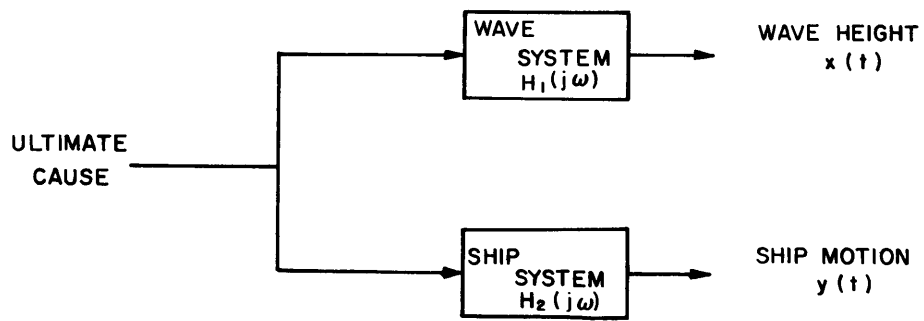 WAVE
SYSTEM
H₁(jω)
WAVE HEIGHT
x(t)
ULTIMATE
CAUSE
SHIP
SYSTEM
H₂(jω)
SHIP MOTION
y(t)